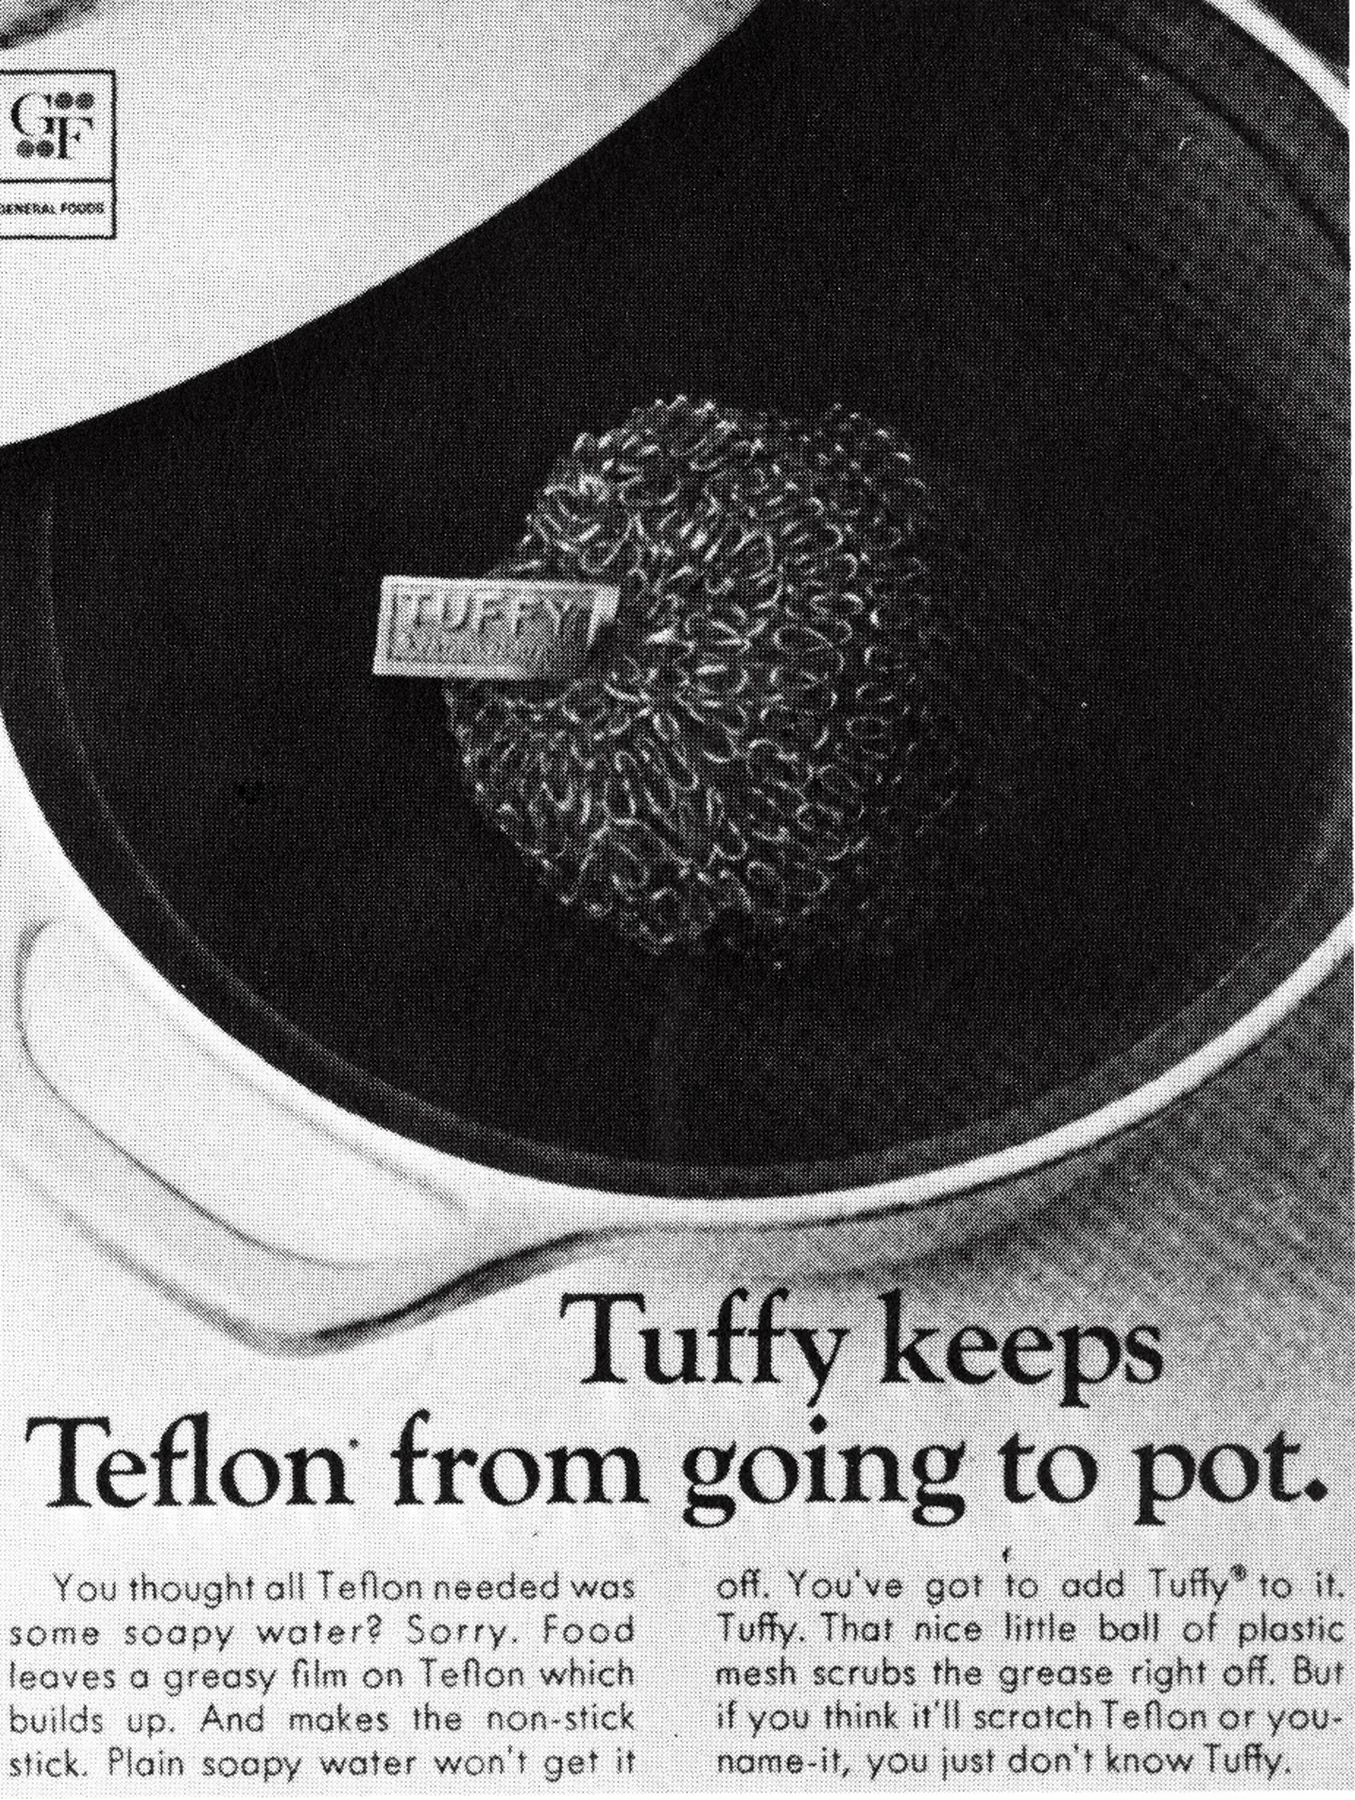 GF
GENERAL FOODS
TUFFY
Tuffy keeps
Teflon® from going to pot.
You thought all Teflon needed was
some soapy water? Sorry. Food
leaves a greasy film on Teflon which
builds up. And makes the non-stick
stick. Plain soapy water won't get it
off. You've got to add Tuffy® to it.
Tuffy. That nice little ball of plastic
mesh scrubs the grease right off. But
if you think it'll scratch Teflon or you-
name-it, you just don't know Tuffy.